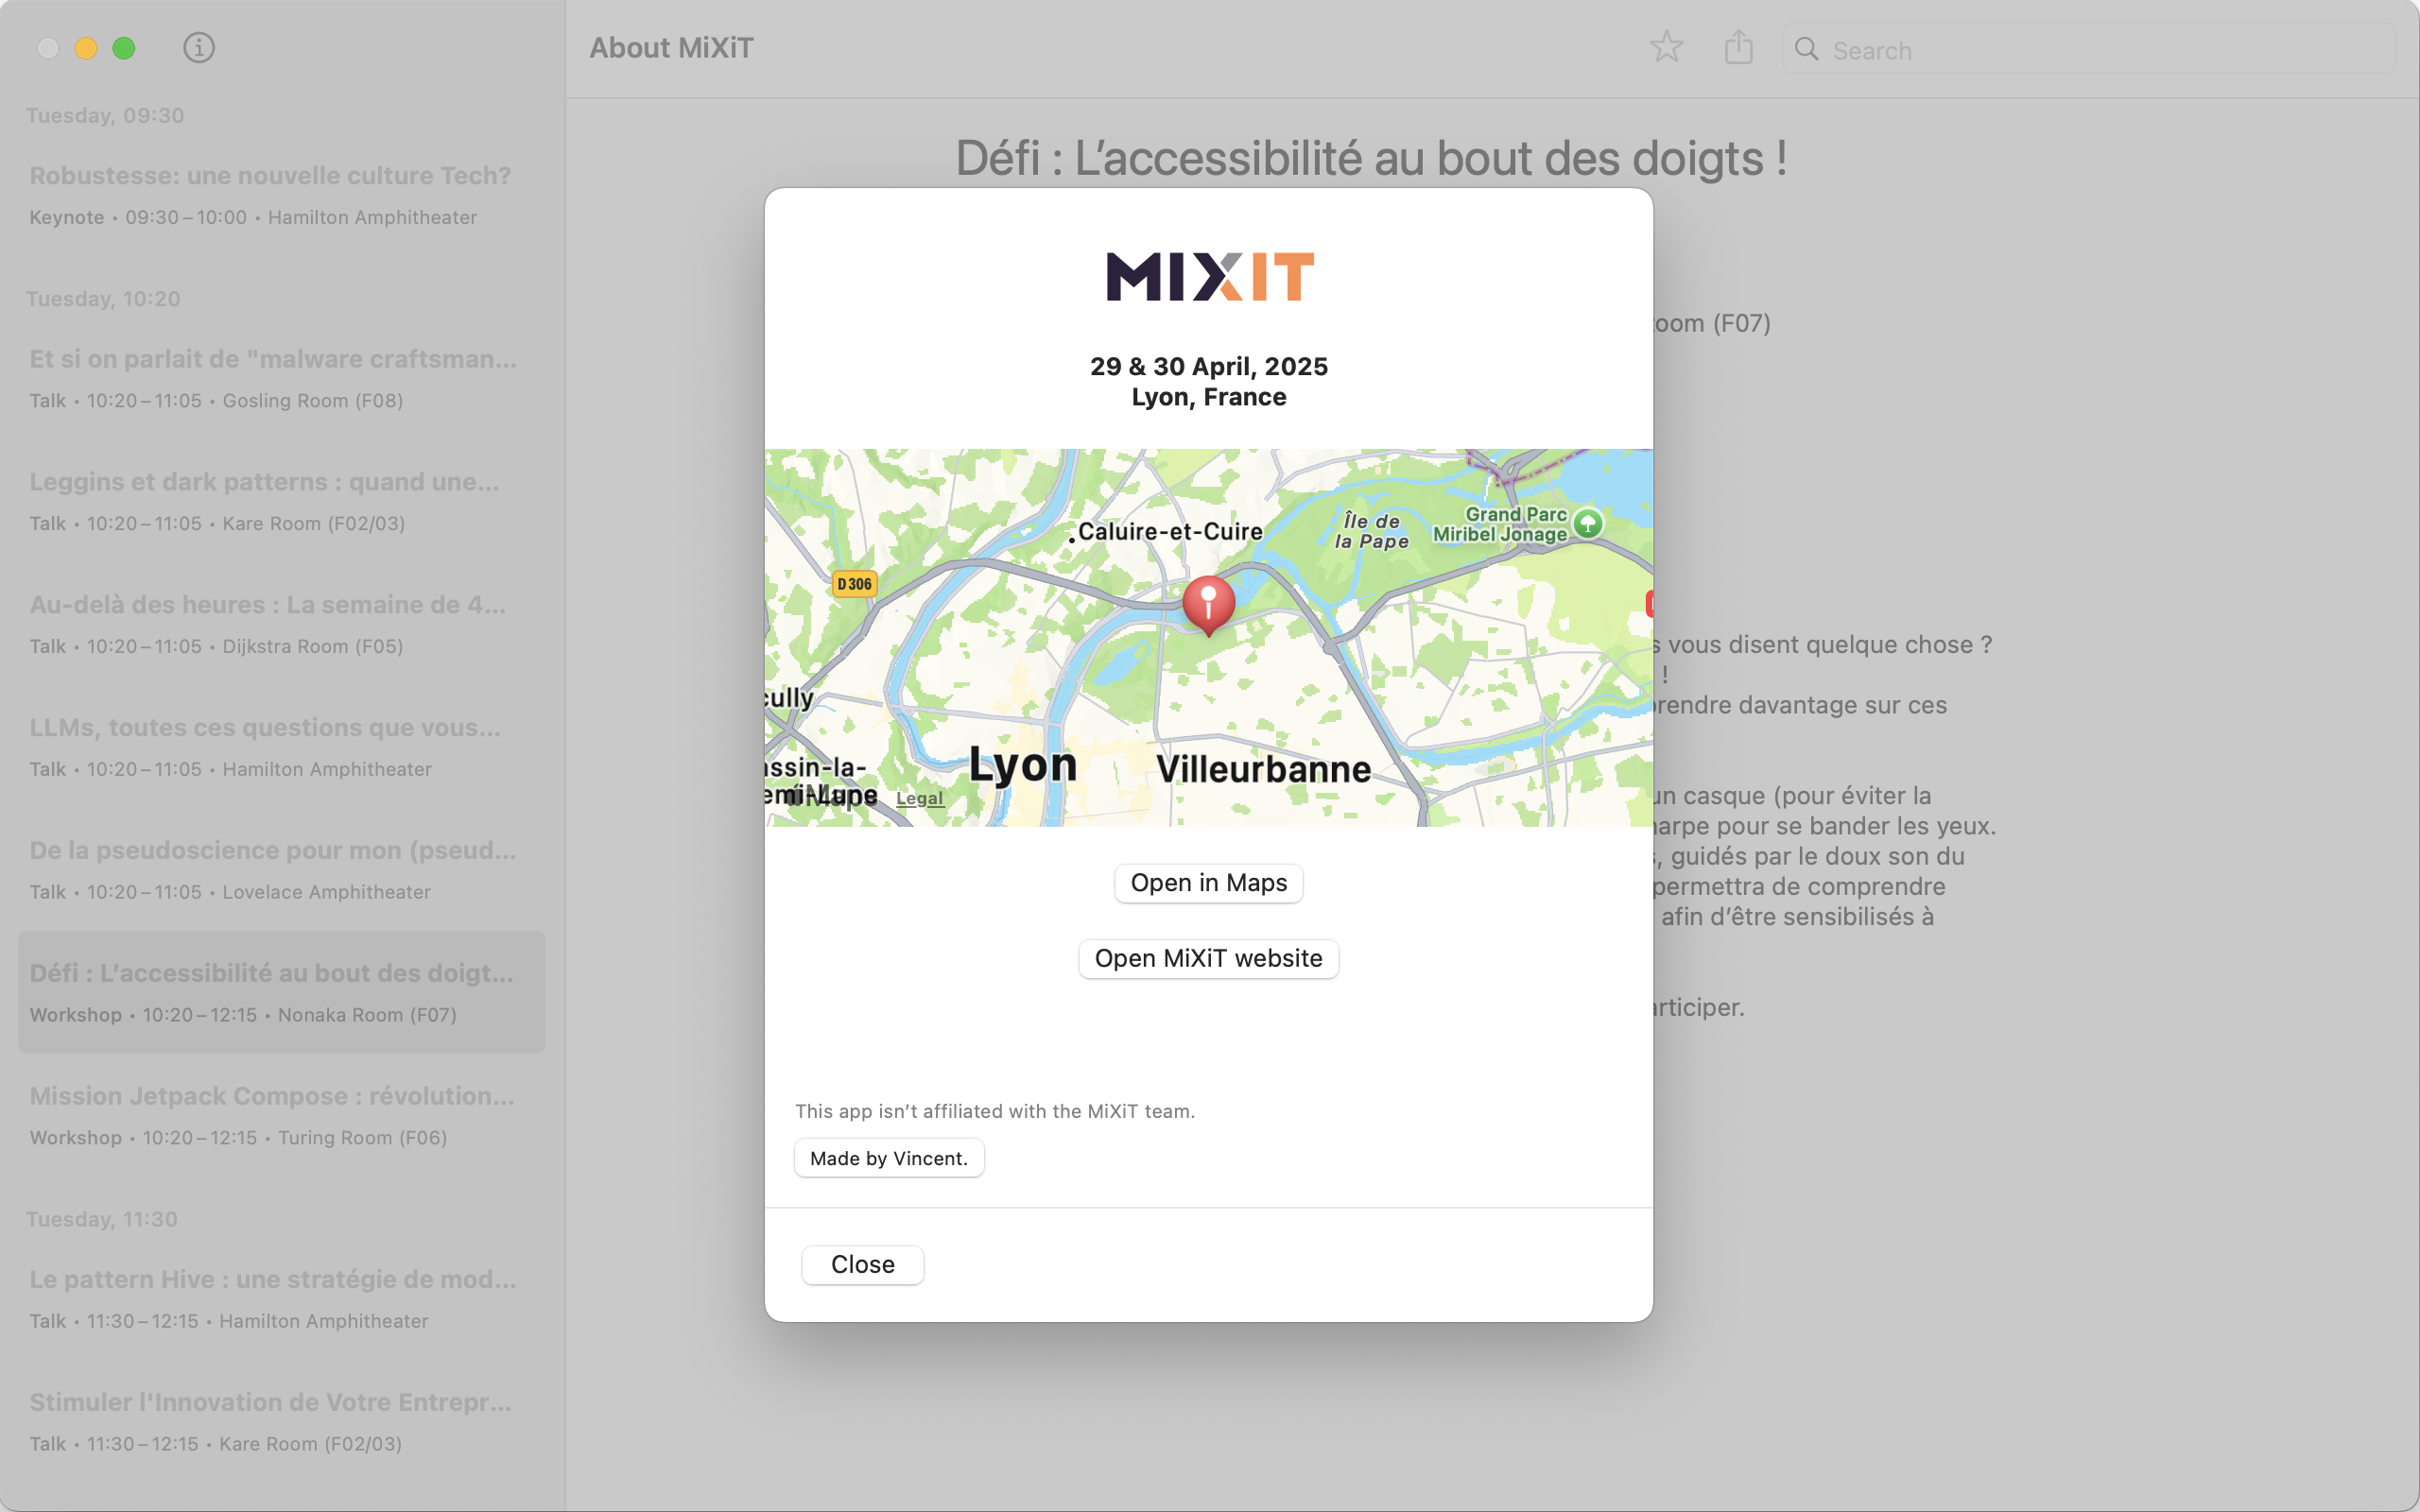 About MiXiT
Search
Tuesday, 09:30
Robustesse: une nouvelle culture Tech?
Keynote • 09:30 – 10:00 • Hamilton Amphitheater
Tuesday, 10:20
Et si on parlait de "malware craftsman...
Talk • 10:20 – 11:05 • Gosling Room (F08)
Leggins et dark patterns : quand une...
Talk • 10:20 – 11:05 • Kare Room (F02/03)
Au-delà des heures : La semaine de 4...
Talk • 10:20 – 11:05 • Dijkstra Room (F05)
LLMs, toutes ces questions que vous...
Talk • 10:20 – 11:05 • Hamilton Amphitheater
De la pseudoscience pour mon (pseud...
Talk • 10:20 – 11:05 • Lovelace Amphitheater
Défi : L’accessibilité au bout des doigt...
Workshop • 10:20 – 12:15 • Nonaka Room (F07)
Mission Jetpack Compose : révolution...
Workshop • 10:20 – 12:15 • Turing Room (F06)
Tuesday, 11:30
Le pattern Hive : une stratégie de mod...
Talk • 11:30 – 12:15 • Hamilton Amphitheater
Stimuler l'Innovation de Votre Entrepr...
Talk • 11:30 – 12:15 • Kare Room (F02/03)
Défi : L’accessibilité au bout des doigts !
oom (F07)
s vous disent quelque chose ?
!
rendre davantage sur ces
un casque (pour éviter la
harpe pour se bander les yeux.
, guidés par le doux son du
permettra de comprendre
afin d’être sensibilisés à
articiper.
MIXIT
29 & 30 April, 2025
Lyon, France
Caluire-et-Cuire
Île de
la Pape
Grand Parc
Miribel Jonage
D 306
cully
Lyon
Villeurbanne
ssin-la-
emi-Lune
Maps
Legal
Open in Maps
Open MiXiT website
This app isn’t affiliated with the MiXiT team.
Made by Vincent.
Close